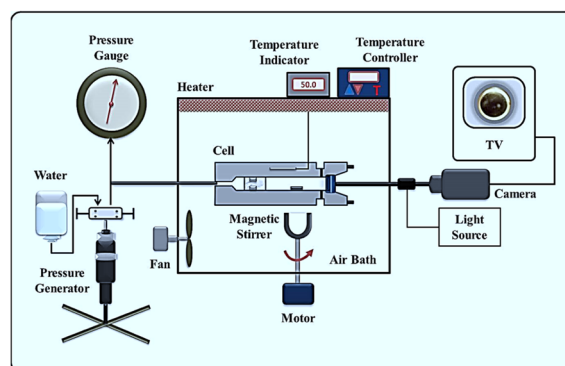 Pressure
Gauge
Temperature
Indicator
Temperature
Controller
Heater
50.0
TV
Cell
Water
Camera
Magnetic
Stirrer
Light
Source
Fan
Air Bath
Pressure
Generator
Motor